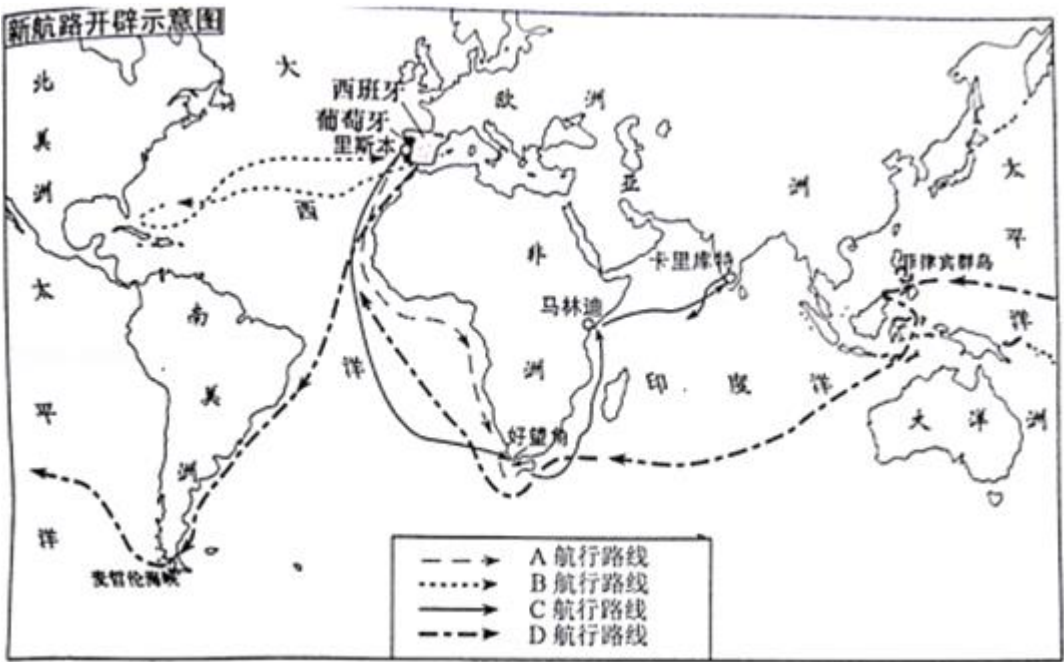 新航路开辟示意图
北美洲
大西洋
西班牙
葡萄牙
里斯本
欧洲
亚洲
太平洋
非洲
卡里库特
菲律宾群岛
马林迪
太平洋
南美洲
印度洋
大洋洲
好望角
麦哲伦海峡
A 航行路线
B 航行路线
C 航行路线
D 航行路线